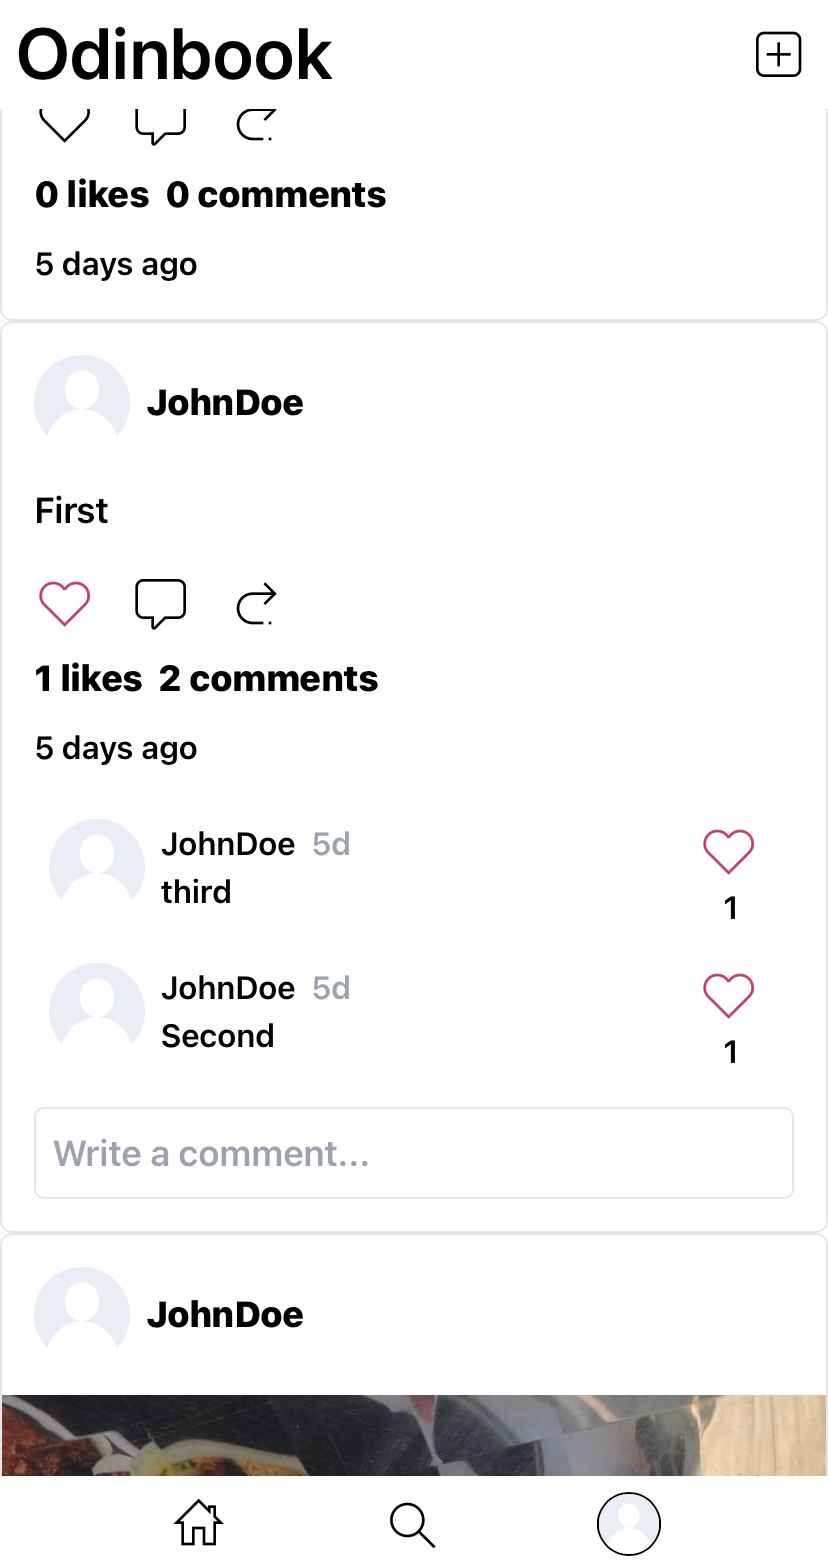 Odinbook
0 likes 0 comments
5 days ago
JohnDoe
First
1 likes 2 comments
5 days ago
JohnDoe 5d
third
1
JohnDoe 5d
Second
1
Write a comment...
JohnDoe